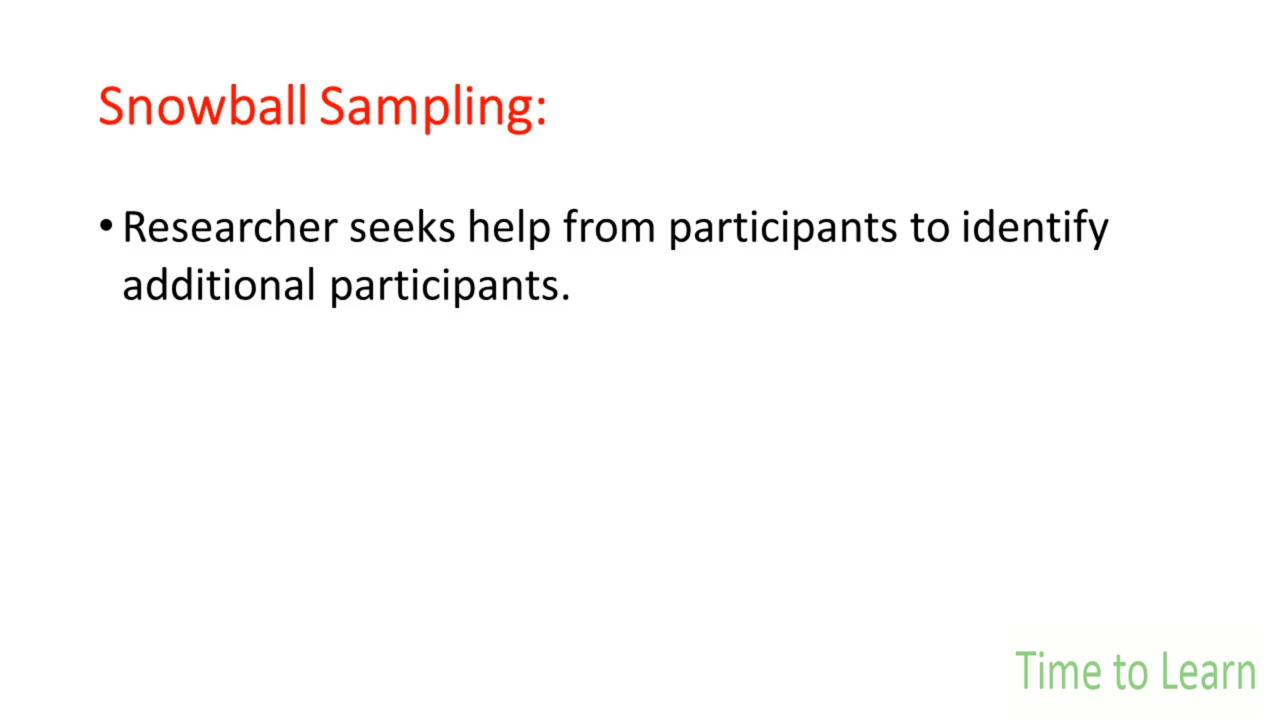 Snowball Sampling:
• Researcher seeks help from participants to identify
additional participants.
Time to Learn